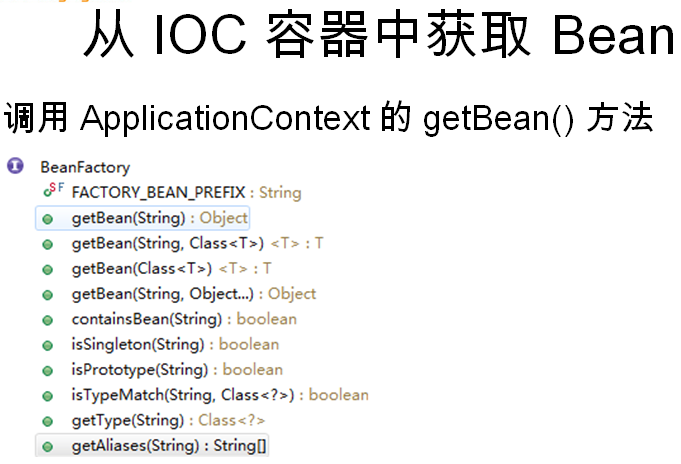 从 IOC 容器中获取 Bean
调用 ApplicationContext 的 getBean() 方法
BeanFactory
S F FACTORY_BEAN_PREFIX : String
getBean(String) : Object
getBean(String, Class<T>) <T> : T
getBean(Class<T>) <T> : T
getBean(String, Object...) : Object
containsBean(String) : boolean
isSingleton(String) : boolean
isPrototype(String) : boolean
isTypeMatch(String, Class<?>) : boolean
getType(String) : Class<?>
getAliases(String) : String[]